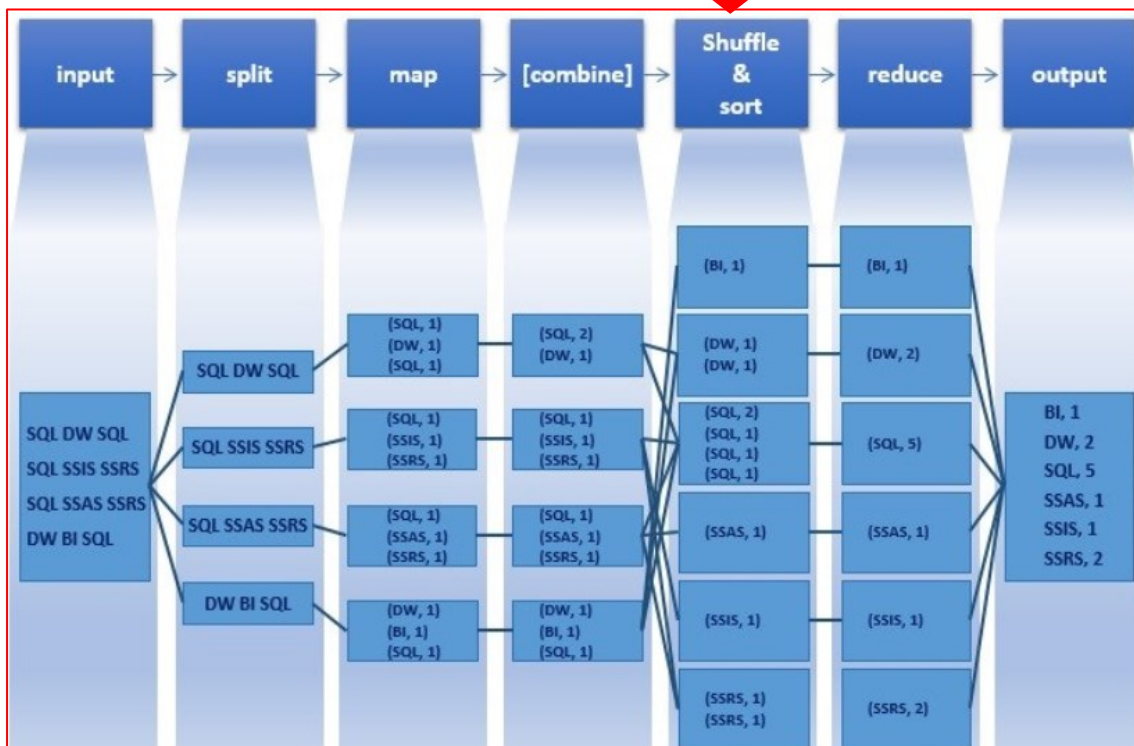 input
split
map
[combine]
Shuffle
&
sort
reduce
output
SQL DW SQL
SQL SSIS SSRS
SQL SSAS SSRS
DW BI SQL
SQL DW SQL
SQL SSIS SSRS
SQL SSAS SSRS
DW BI SQL
(SQL, 1)
(DW, 1)
(SQL, 1)
(SQL, 1)
(SSIS, 1)
(SSRS, 1)
(SQL, 1)
(SSAS, 1)
(SSRS, 1)
(DW, 1)
(BI, 1)
(SQL, 1)
(SQL, 2)
(DW, 1)
(SQL, 1)
(SSIS, 1)
(SSRS, 1)
(SQL, 1)
(SSAS, 1)
(SSRS, 1)
(DW, 1)
(BI, 1)
(SQL, 1)
(BI, 1)
(DW, 1)
(DW, 1)
(SQL, 2)
(SQL, 1)
(SQL, 1)
(SQL, 1)
(SSAS, 1)
(SSIS, 1)
(SSRS, 1)
(SSRS, 1)
(BI, 1)
(DW, 2)
(SQL, 5)
(SSAS, 1)
(SSIS, 1)
(SSRS, 2)
BI, 1
DW, 2
SQL, 5
SSAS, 1
SSIS, 1
SSRS, 2